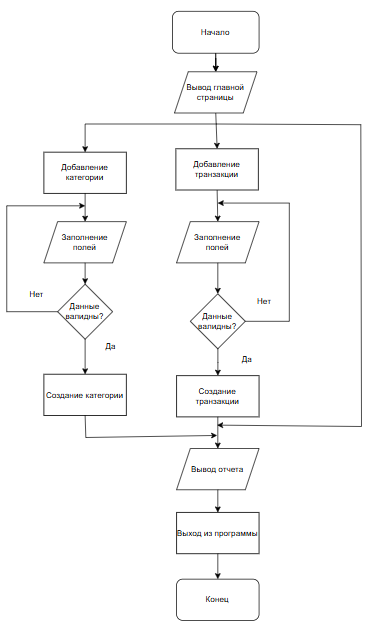 Начало
Вывод главной
страницы
Добавление
категории
Добавление
транзакции
Заполнение
полей
Заполнение
полей
Нет
Данные
валидны?
Данные
валидны?
Нет
Да
Да
Создание категории
Создание
транзакции
Вывод отчета
Выход из программы
Конец